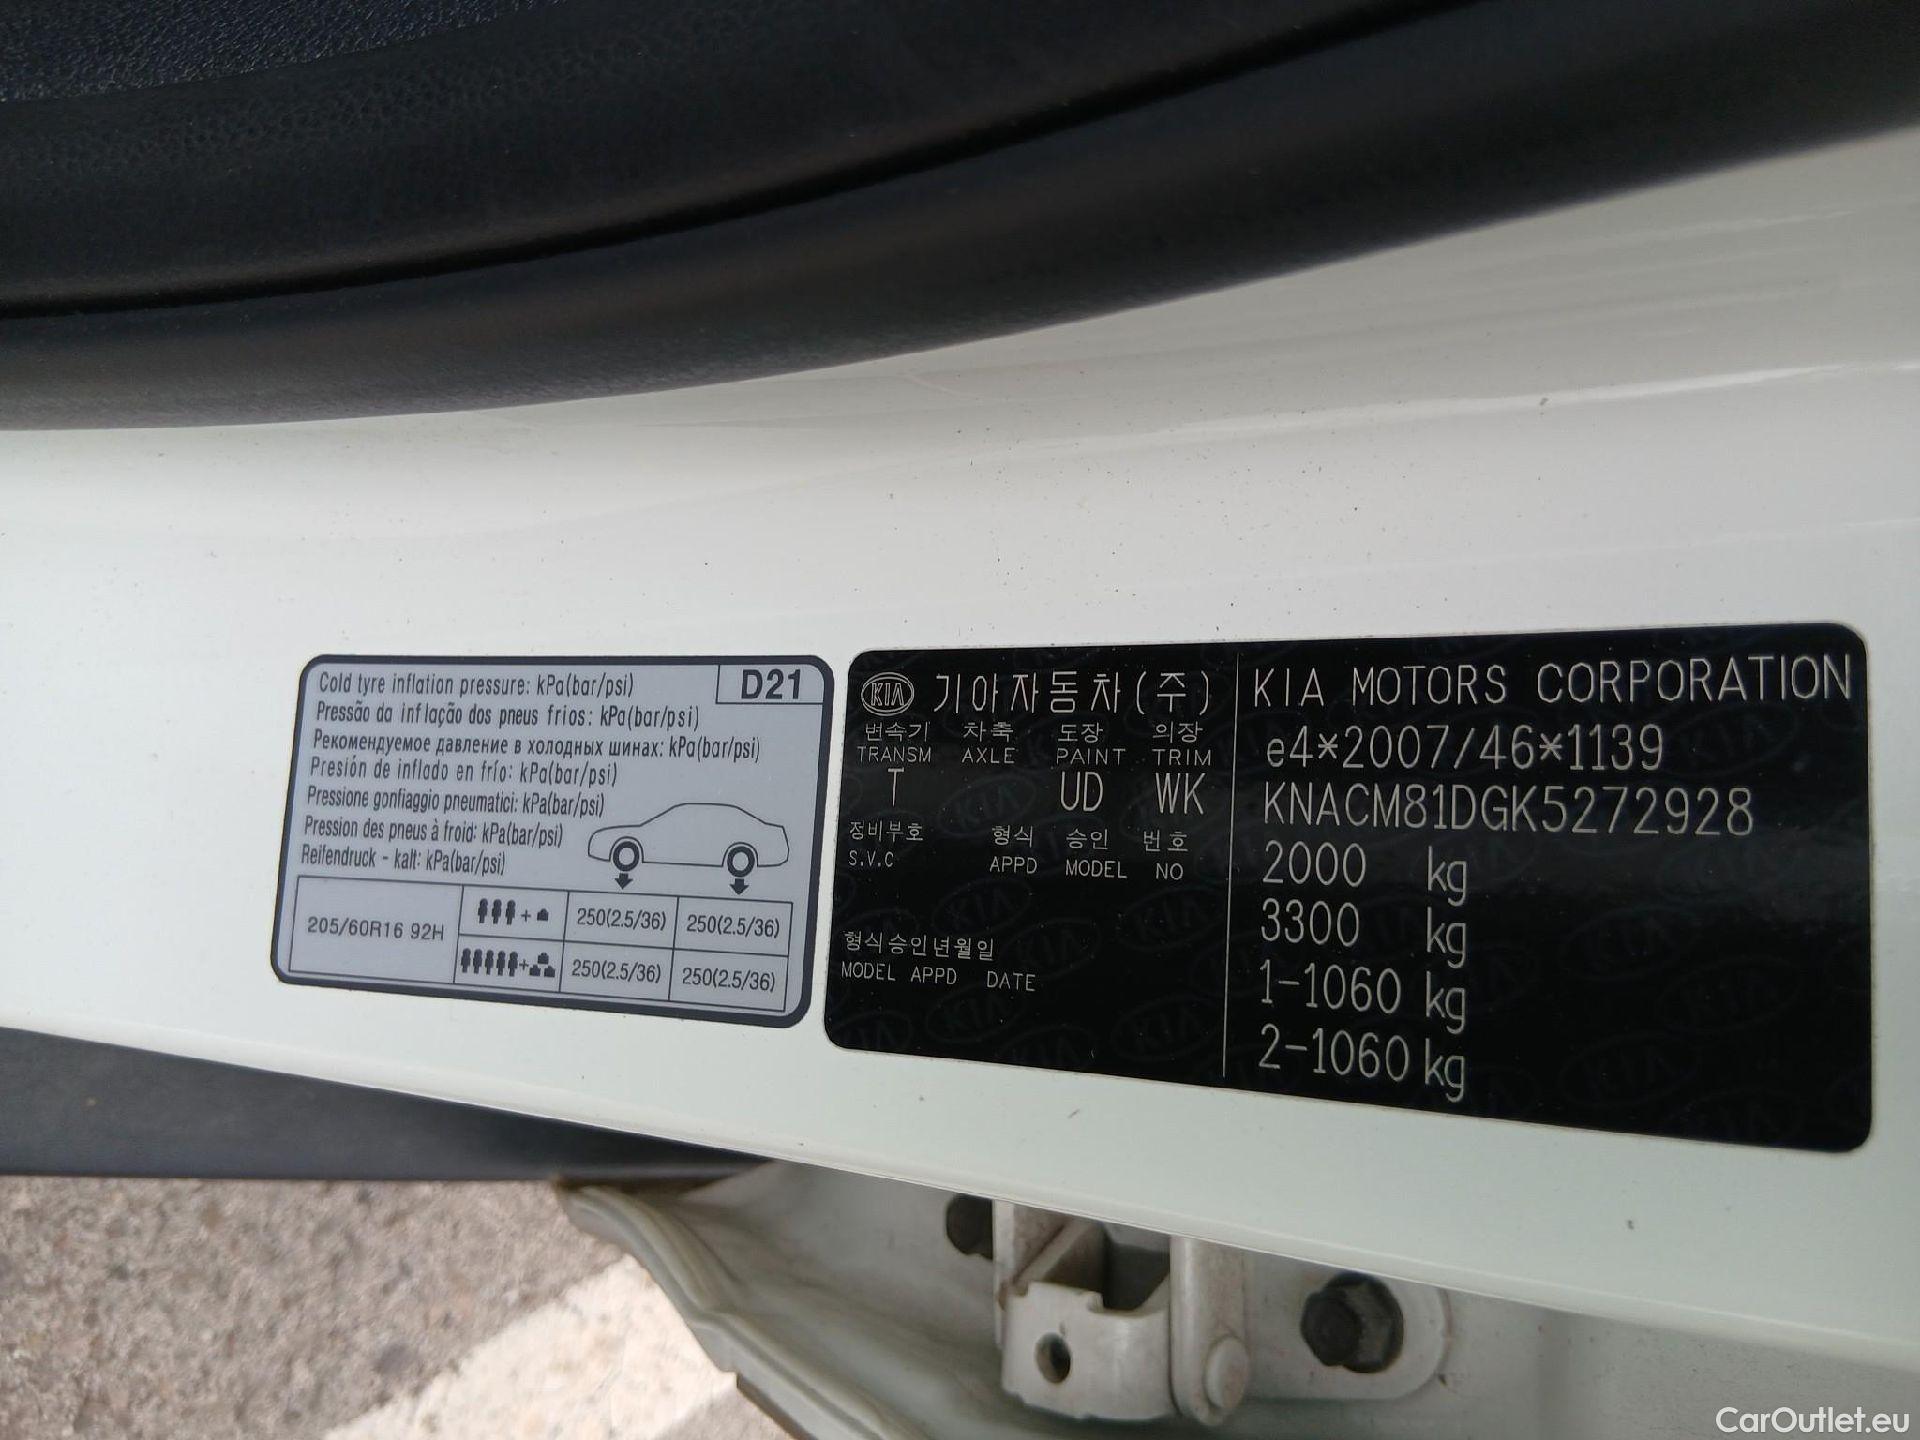 Cold tyre inflation pressure: kPa(bar/psi)
D21
Pressão da inflação dos pneus frios: kPa(bar/psi)
Рекомендуемое давление в холодных шинах: kPa(bar/psi)
Presión de inflado en frío: kPa(bar/psi)
Pressione gonfiaggio pneumatici: kPa(bar/psi)
Pression des pneus à froid: kPa(bar/psi)
Reifendruck - kalt: kPa(bar/psi)
205/60R16 92H
+ 250(2.5/36) 250(2.5/36)
+ 250(2.5/36) 250(2.5/36)
KIA 기아자동차(주)
변속기 차축 도장 의장
TRANSM AXLE PAINT TRIM
T UD WK
정비부호 형식 승인 번호
S.V.C APPD MODEL NO
형식승인년월일
MODEL APPD DATE
KIA MOTORS CORPORATION
e4*2007/46*1139
KNACM81DGK5272928
2000 kg
3300 kg
1-1060 kg
2-1060 kg
CarOutlet.eu